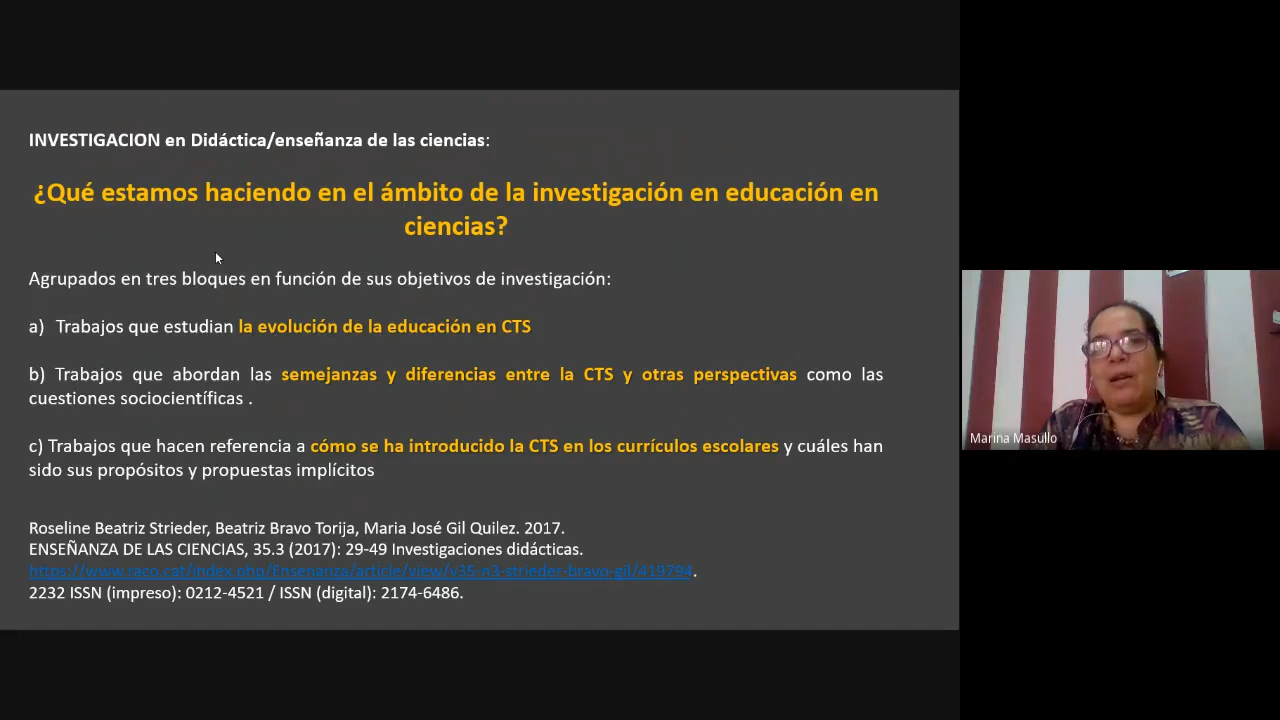 INVESTIGACION en Didáctica/enseñanza de las ciencias:
¿Qué estamos haciendo en el ámbito de la investigación en educación en
ciencias?
Agrupados en tres bloques en función de sus objetivos de investigación:
a) Trabajos que estudian la evolución de la educación en CTS
b) Trabajos que abordan las semejanzas y diferencias entre la CTS y otras perspectivas como las
cuestiones sociocientíficas .
c) Trabajos que hacen referencia a cómo se ha introducido la CTS en los currículos escolares y cuáles han
sido sus propósitos y propuestas implícitos
Roseline Beatriz Strieder, Beatriz Bravo Torija, Maria José Gil Quilez. 2017.
ENSEÑANZA DE LAS CIENCIAS, 35.3 (2017): 29-49 Investigaciones didácticas.
https://www.raco.cat/index.php/Ensenanza/article/view/v35-n3-strieder-bravo-gil/419794.
2232 ISSN (impreso): 0212-4521 / ISSN (digital): 2174-6486.
Marina Masullo